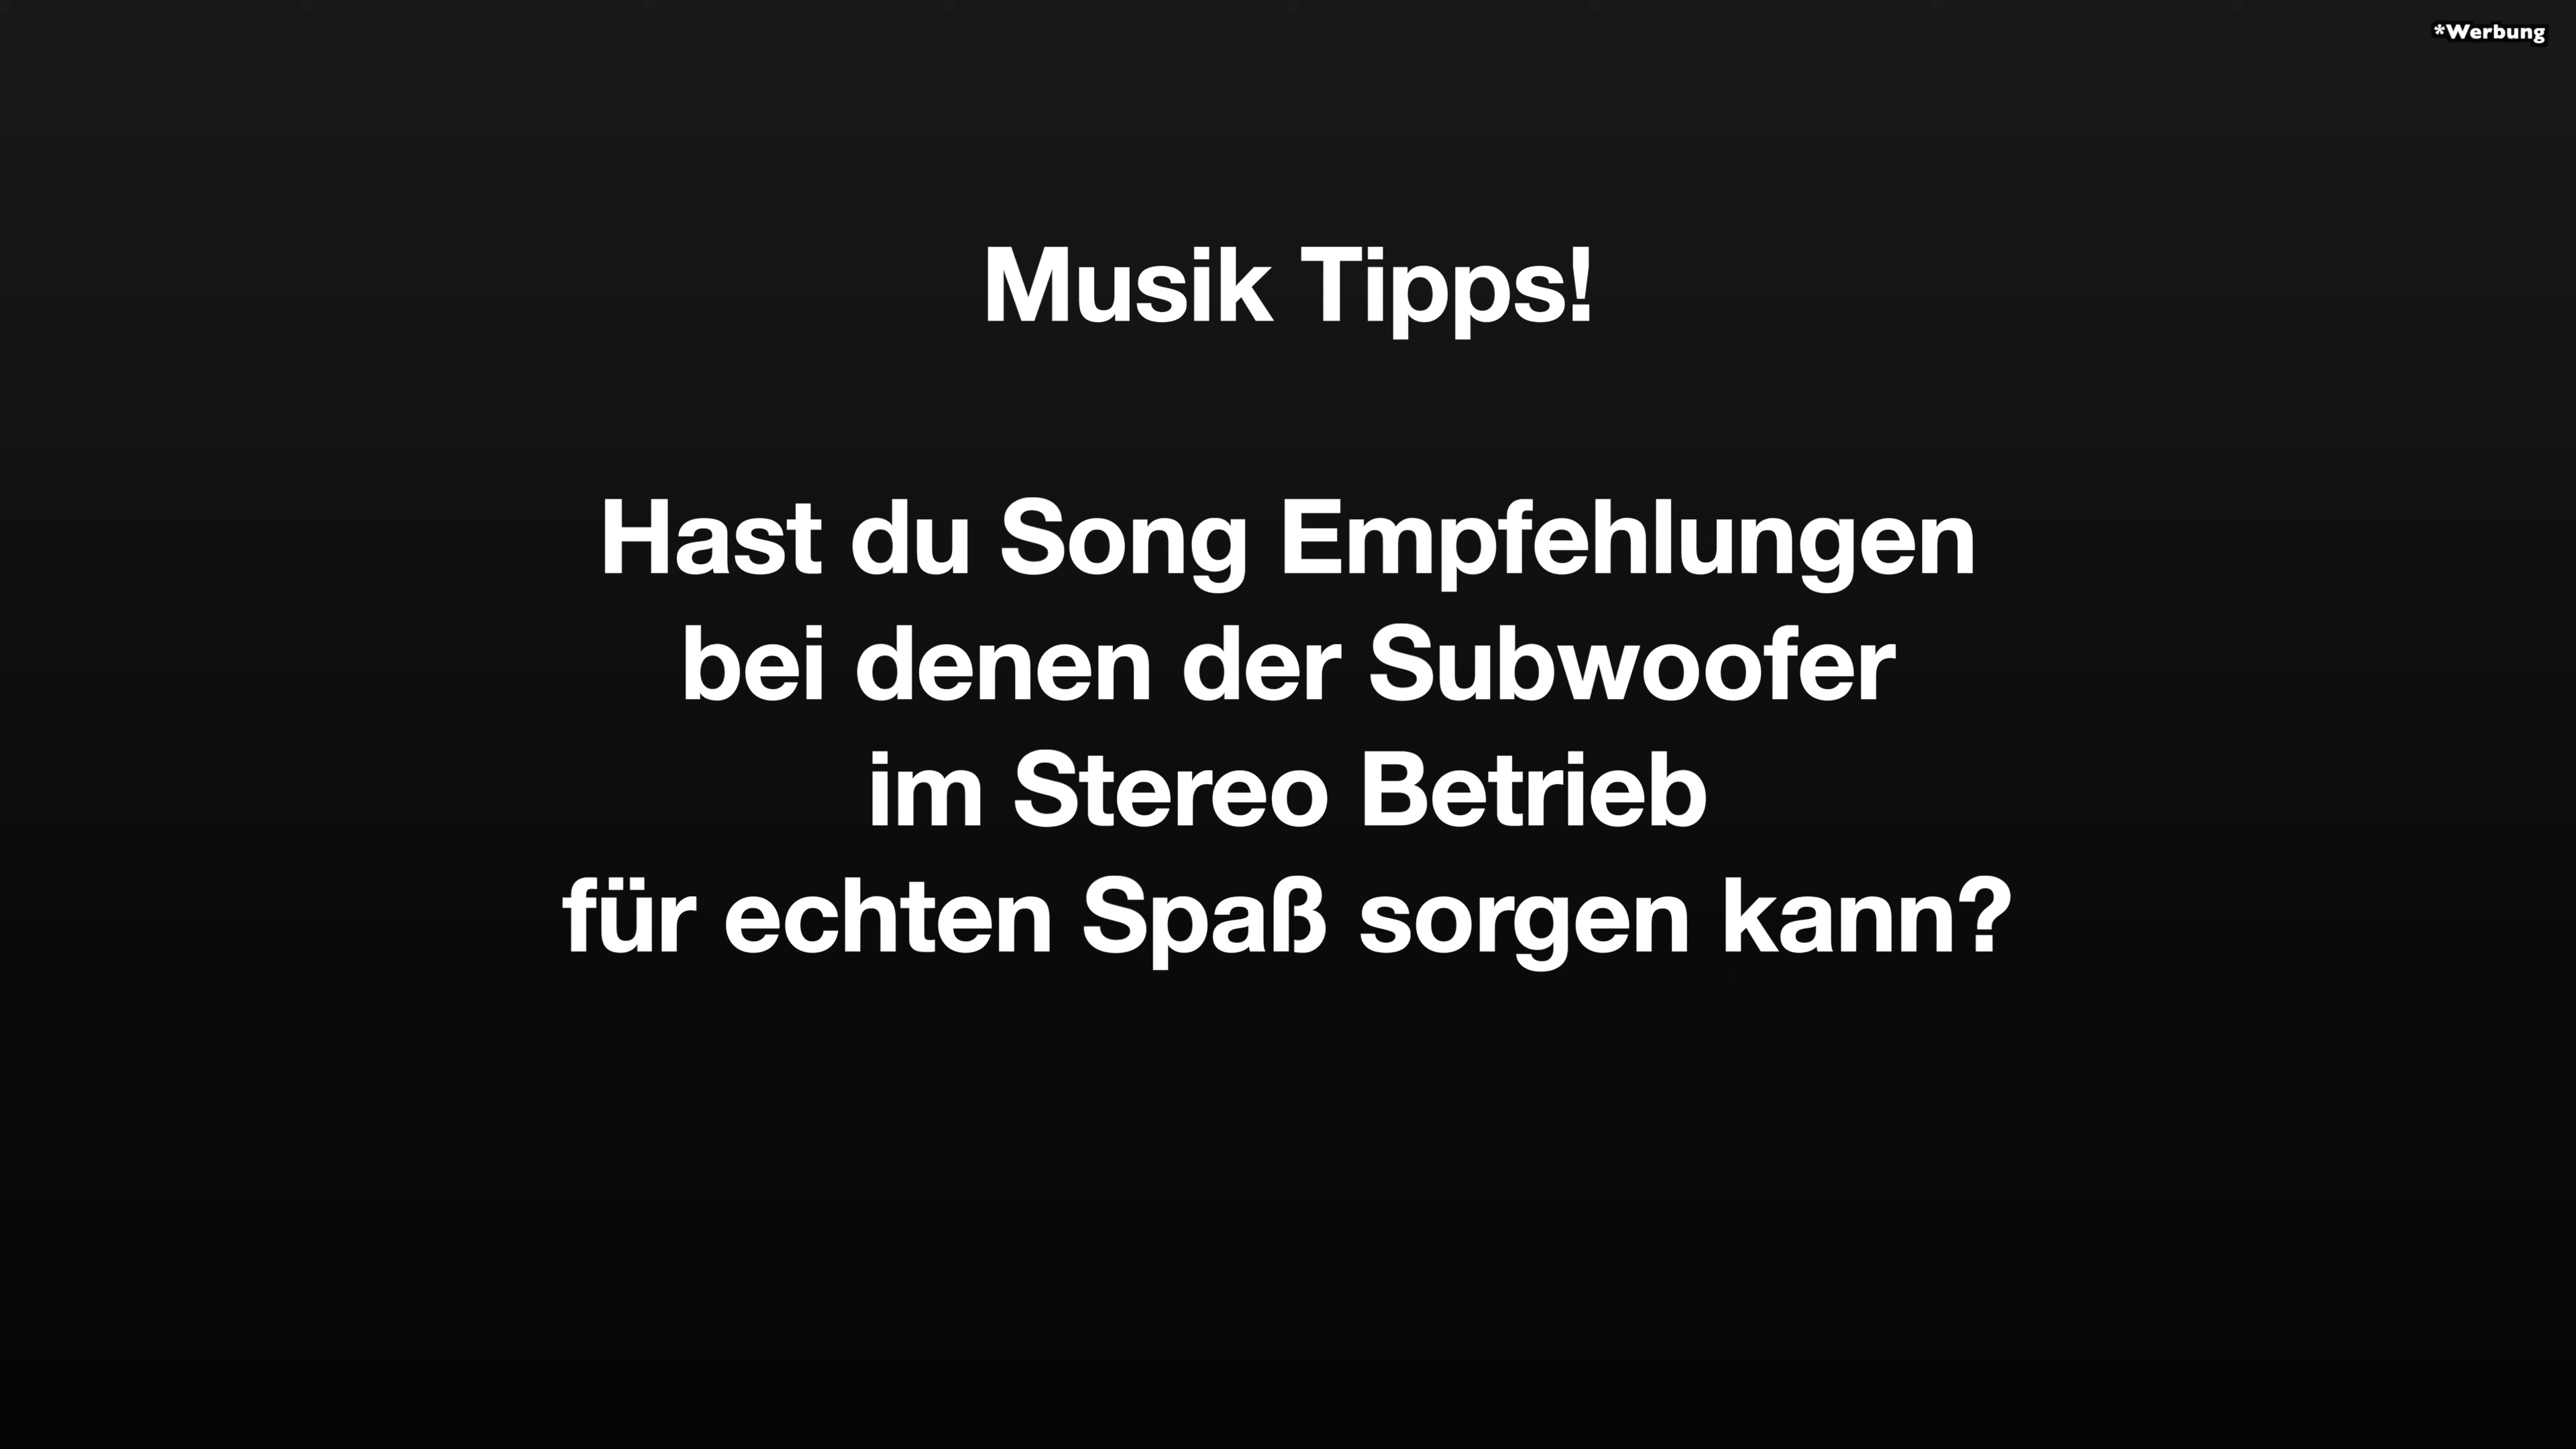 *Werbung
Musik Tipps!
Hast du Song Empfehlungen
bei denen der Subwoofer
im Stereo Betrieb
für echten Spaß sorgen kann?